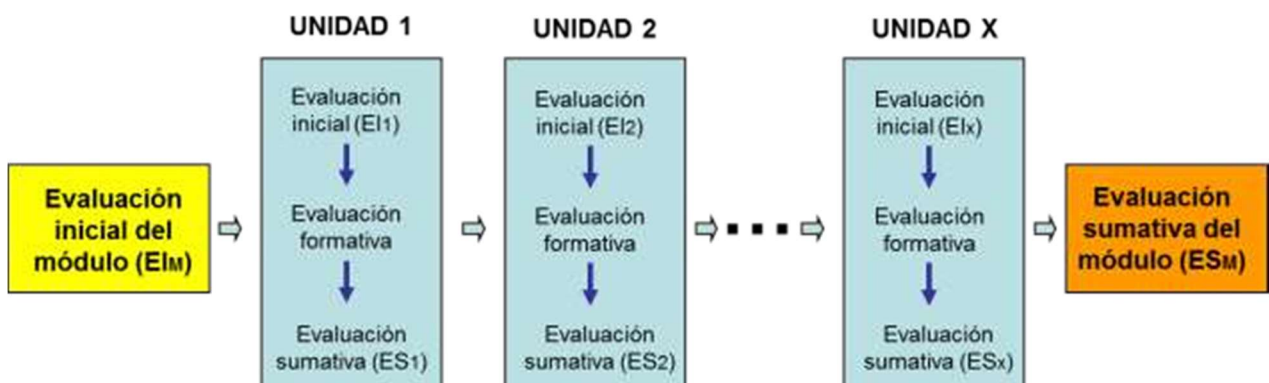 UNIDAD 1
UNIDAD 2
UNIDAD X
Evaluación
inicial del
módulo (EIM)
Evaluación
inicial (EI1)
Evaluación
formativa
Evaluación
sumativa (ES1)
Evaluación
inicial (EI2)
Evaluación
formativa
Evaluación
sumativa (ES2)
Evaluación
inicial (EIx)
Evaluación
formativa
Evaluación
sumativa (ESx)
Evaluación
sumativa del
módulo (ESM)